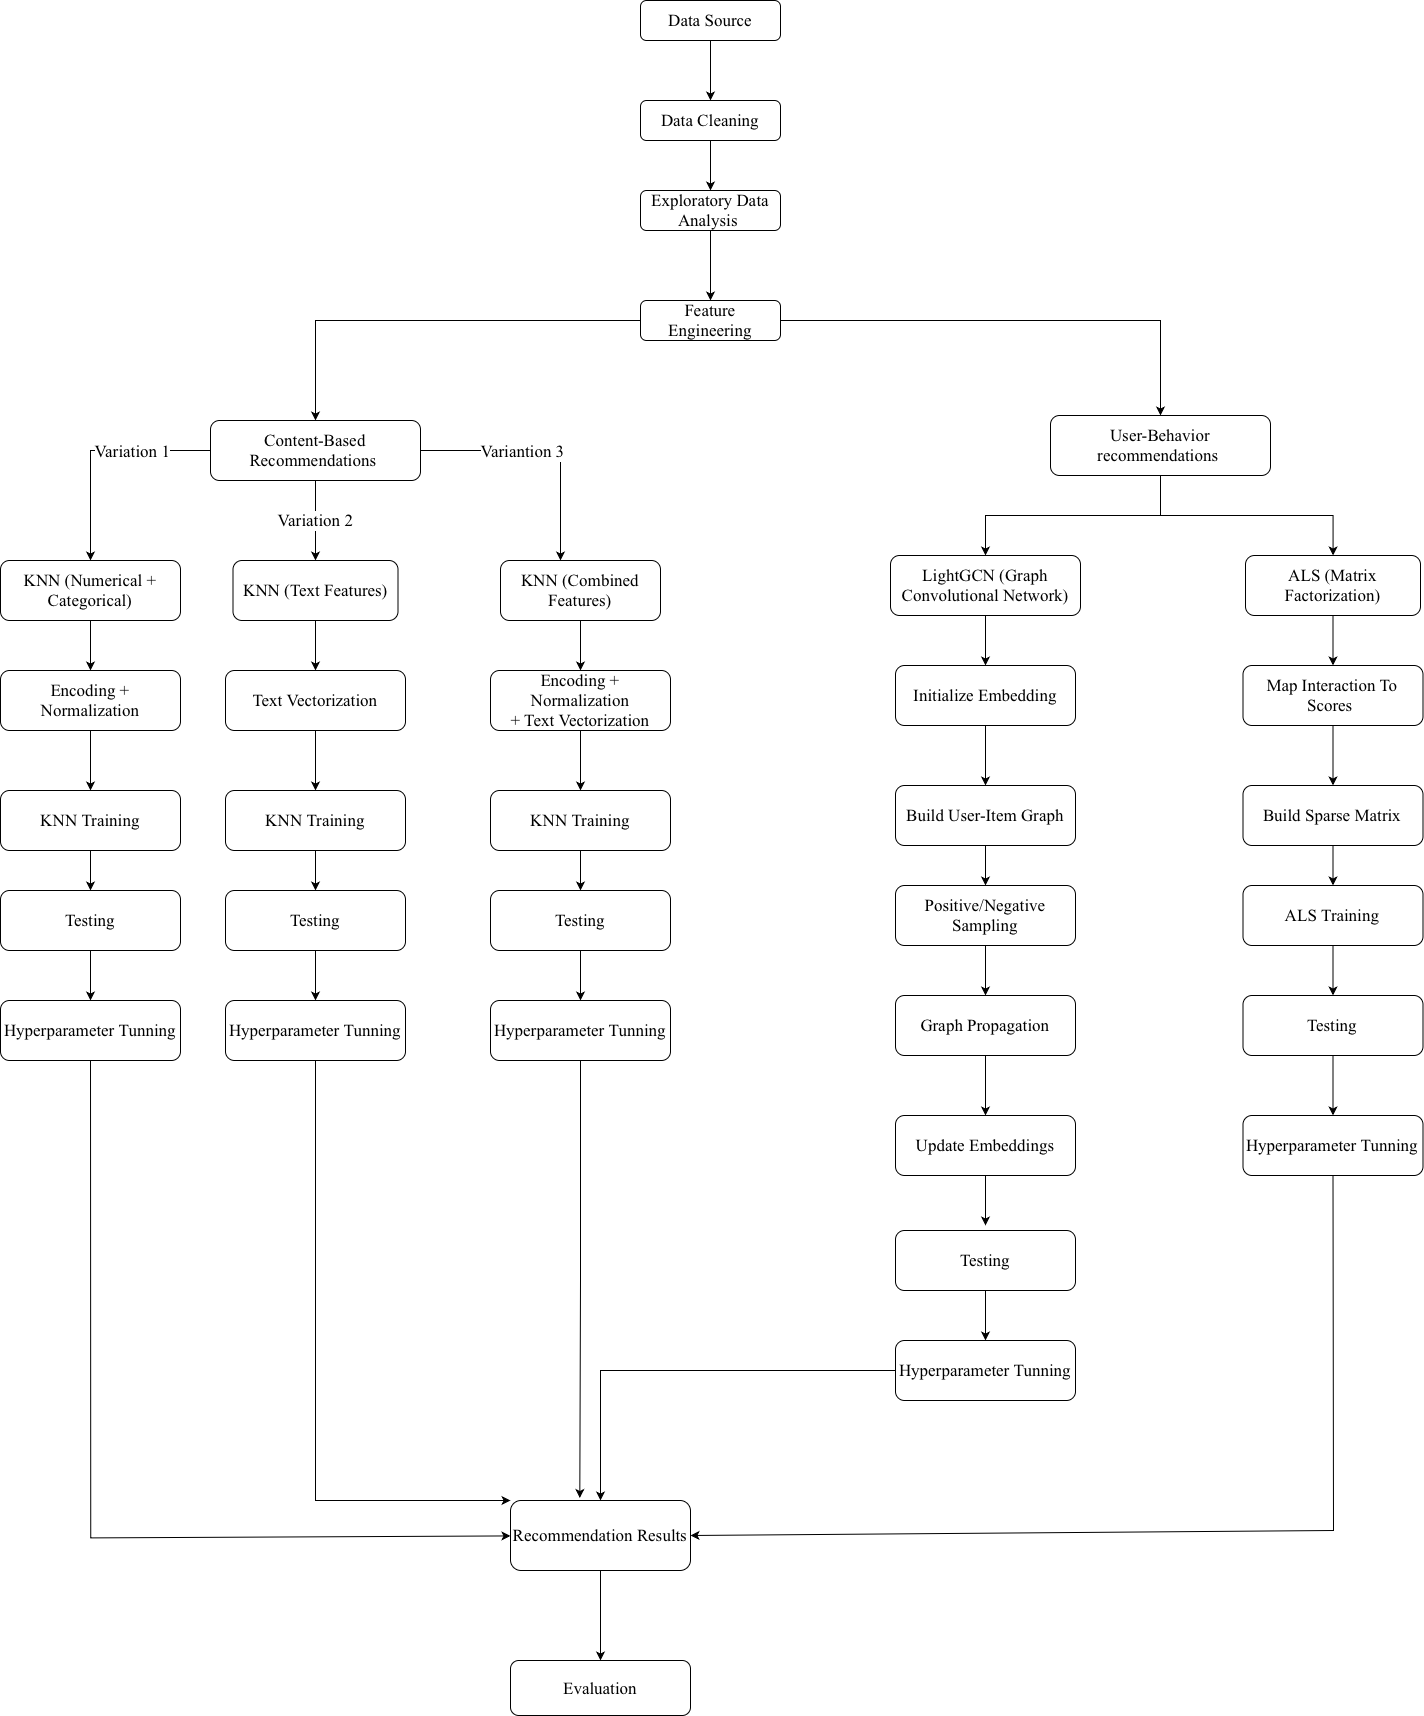 Data Source
Data Cleaning
Exploratory Data
Analysis
Feature
Engineering
Content-Based
Recommendations
User-Behavior
recommendations
Variation 1
Variantion 3
Variation 2
KNN (Numerical +
Categorical)
KNN (Text Features)
KNN (Combined
Features)
LightGCN (Graph
Convolutional Network)
ALS (Matrix
Factorization)
Encoding +
Normalization
Text Vectorization
Encoding +
Normalization
+ Text Vectorization
Initialize Embedding
Map Interaction To
Scores
KNN Training
KNN Training
KNN Training
Build User-Item Graph
Build Sparse Matrix
Testing
Testing
Testing
Positive/Negative
Sampling
ALS Training
Hyperparameter Tunning
Hyperparameter Tunning
Hyperparameter Tunning
Graph Propagation
Testing
Update Embeddings
Hyperparameter Tunning
Testing
Hyperparameter Tunning
Recommendation Results
Evaluation